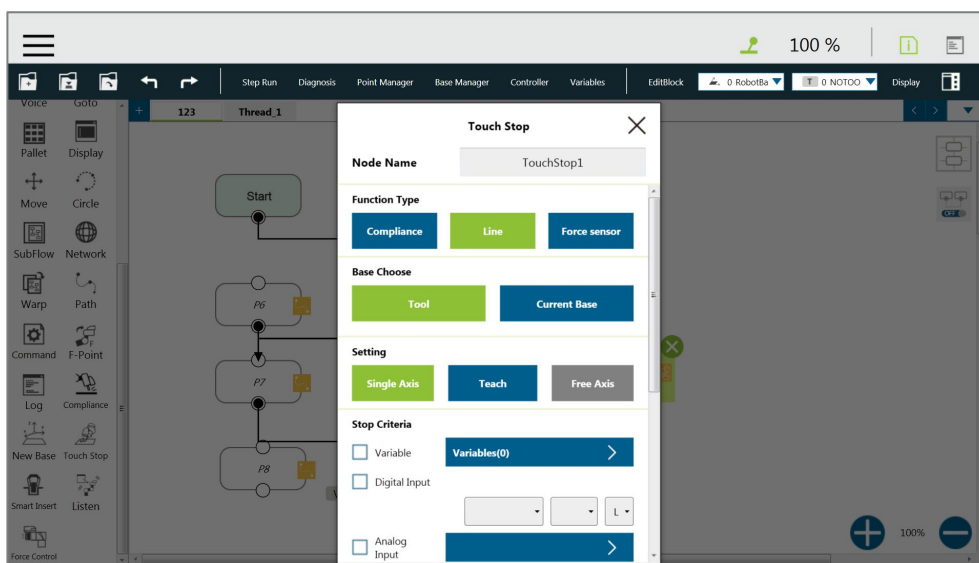 100 %
Step Run Diagnosis Point Manager Base Manager Controller Variables EditBlock 0 RobotBa T 0 NOTOO Display
Voice Goto
+ 123 Thread_1
Pallet Display
Move Circle
SubFlow Network
Warp Path
Command F-Point
Log Compliance
New Base Touch Stop
Smart Insert Listen
Force Control
Start
P6
P7
P8
Touch Stop
Node Name TouchStop1
Function Type
Compliance Line Force sensor
Base Choose
Tool Current Base
Setting
Single Axis Teach Free Axis
Stop Criteria
Variable Variables(0)
Digital Input
L
Analog
Input
OFF
100%